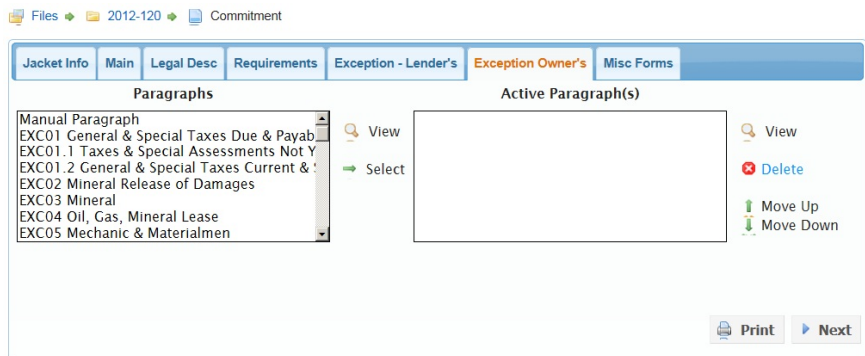 Files 2012-120 Commitment
Jacket Info Main Legal Desc Requirements Exception - Lender's Exception Owner's Misc Forms
Paragraphs
Manual Paragraph
EXC01 General & Special Taxes Due & Payab
EXC01.1 Taxes & Special Assessments Not Y
EXC01.2 General & Special Taxes Current &
EXC02 Mineral Release of Damages
EXC03 Mineral
EXC04 Oil, Gas, Mineral Lease
EXC05 Mechanic & Materialmen
View
Select
Active Paragraph(s)
View
Delete
Move Up
Move Down
Print Next